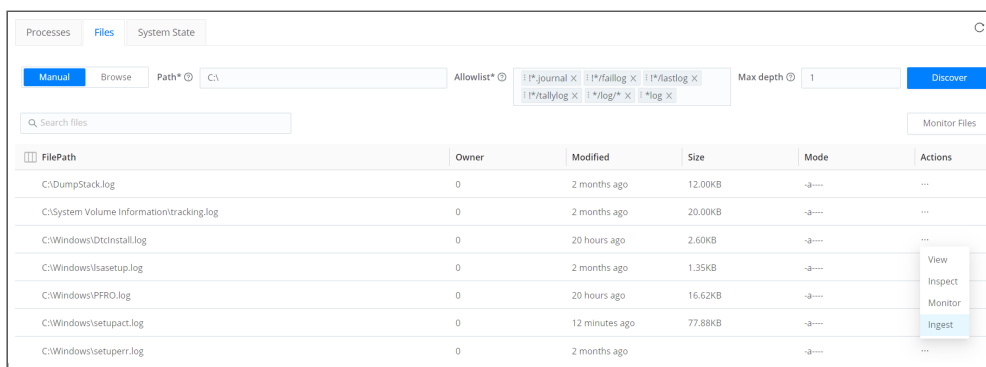 Processes Files System State
Manual Browse Path* C:\ Allowlist* !*.journal × !*/faillog × !*/lastlog × Max depth 1 Discover
!*/tallylog × */log/* × *log ×
Search files Monitor Files
FilePath Owner Modified Size Mode Actions
C:\DumpStack.log 0 2 months ago 12.00KB -a---- ...
C:\System Volume Information\tracking.log 0 2 months ago 20.00KB -a---- ...
C:\Windows\DtcInstall.log 0 20 hours ago 2.60KB -a---- ...
View
C:\Windows\lsasetup.log 0 2 months ago 1.35KB -a----
Inspect
C:\Windows\PFRO.log 0 20 hours ago 16.62KB -a----
Monitor
C:\Windows\setupact.log 0 12 minutes ago 77.88KB -a----
Ingest
C:\Windows\setuperr.log 0 2 months ago -a---- ...